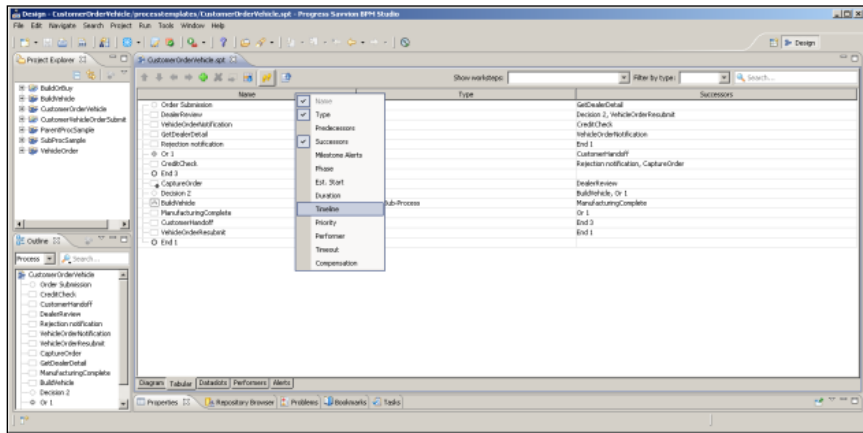 Design - CustomerOrderVehicle/processtemplates/CustomerOrderVehicle.spt - Progress Savvion BPM Studio
File Edit Navigate Search Project Run Tools Window Help
Design
Project Explorer
BuildOrBuy
BuildVehicle
CustomerOrderVehicle
CustomerVehicleOrderSubmit
ParentProcSample
SubProcSample
VehicleOrder
Outline
Process Search...
CustomerOrderVehicle
Order Submission
CreditCheck
CustomerHandoff
DealerReview
Rejection notification
VehicleOrderNotification
VehicleOrderResubmit
CaptureOrder
GetDealerDetail
ManufacturingComplete
BuildVehicle
Decision 2
Or 1
CustomerOrderVehicle.spt
Show worksteps: Filter by type: Search...
Name Type Successors
Order Submission GetDealerDetail
DealerReview Decision 2, VehicleOrderResubmit
VehicleOrderNotification CreditCheck
GetDealerDetail VehicleOrderNotification
Rejection notification End 1
Or 1 CustomerHandoff
CreditCheck Rejection notification, CaptureOrder
End 3
CaptureOrder DealerReview
Decision 2 BuildVehicle, Or 1
BuildVehicle Sub-Process ManufacturingComplete
ManufacturingComplete Or 1
CustomerHandoff End 3
VehicleOrderResubmit End 1
End 1
Name
Type
Predecessors
Successors
Milestone Alerts
Phase
Est. Start
Duration
Timeline
Priority
Performer
Timeout
Compensation
Diagram Tabular Dataslots Performers Alerts
Properties Repository Browser Problems Bookmarks Tasks